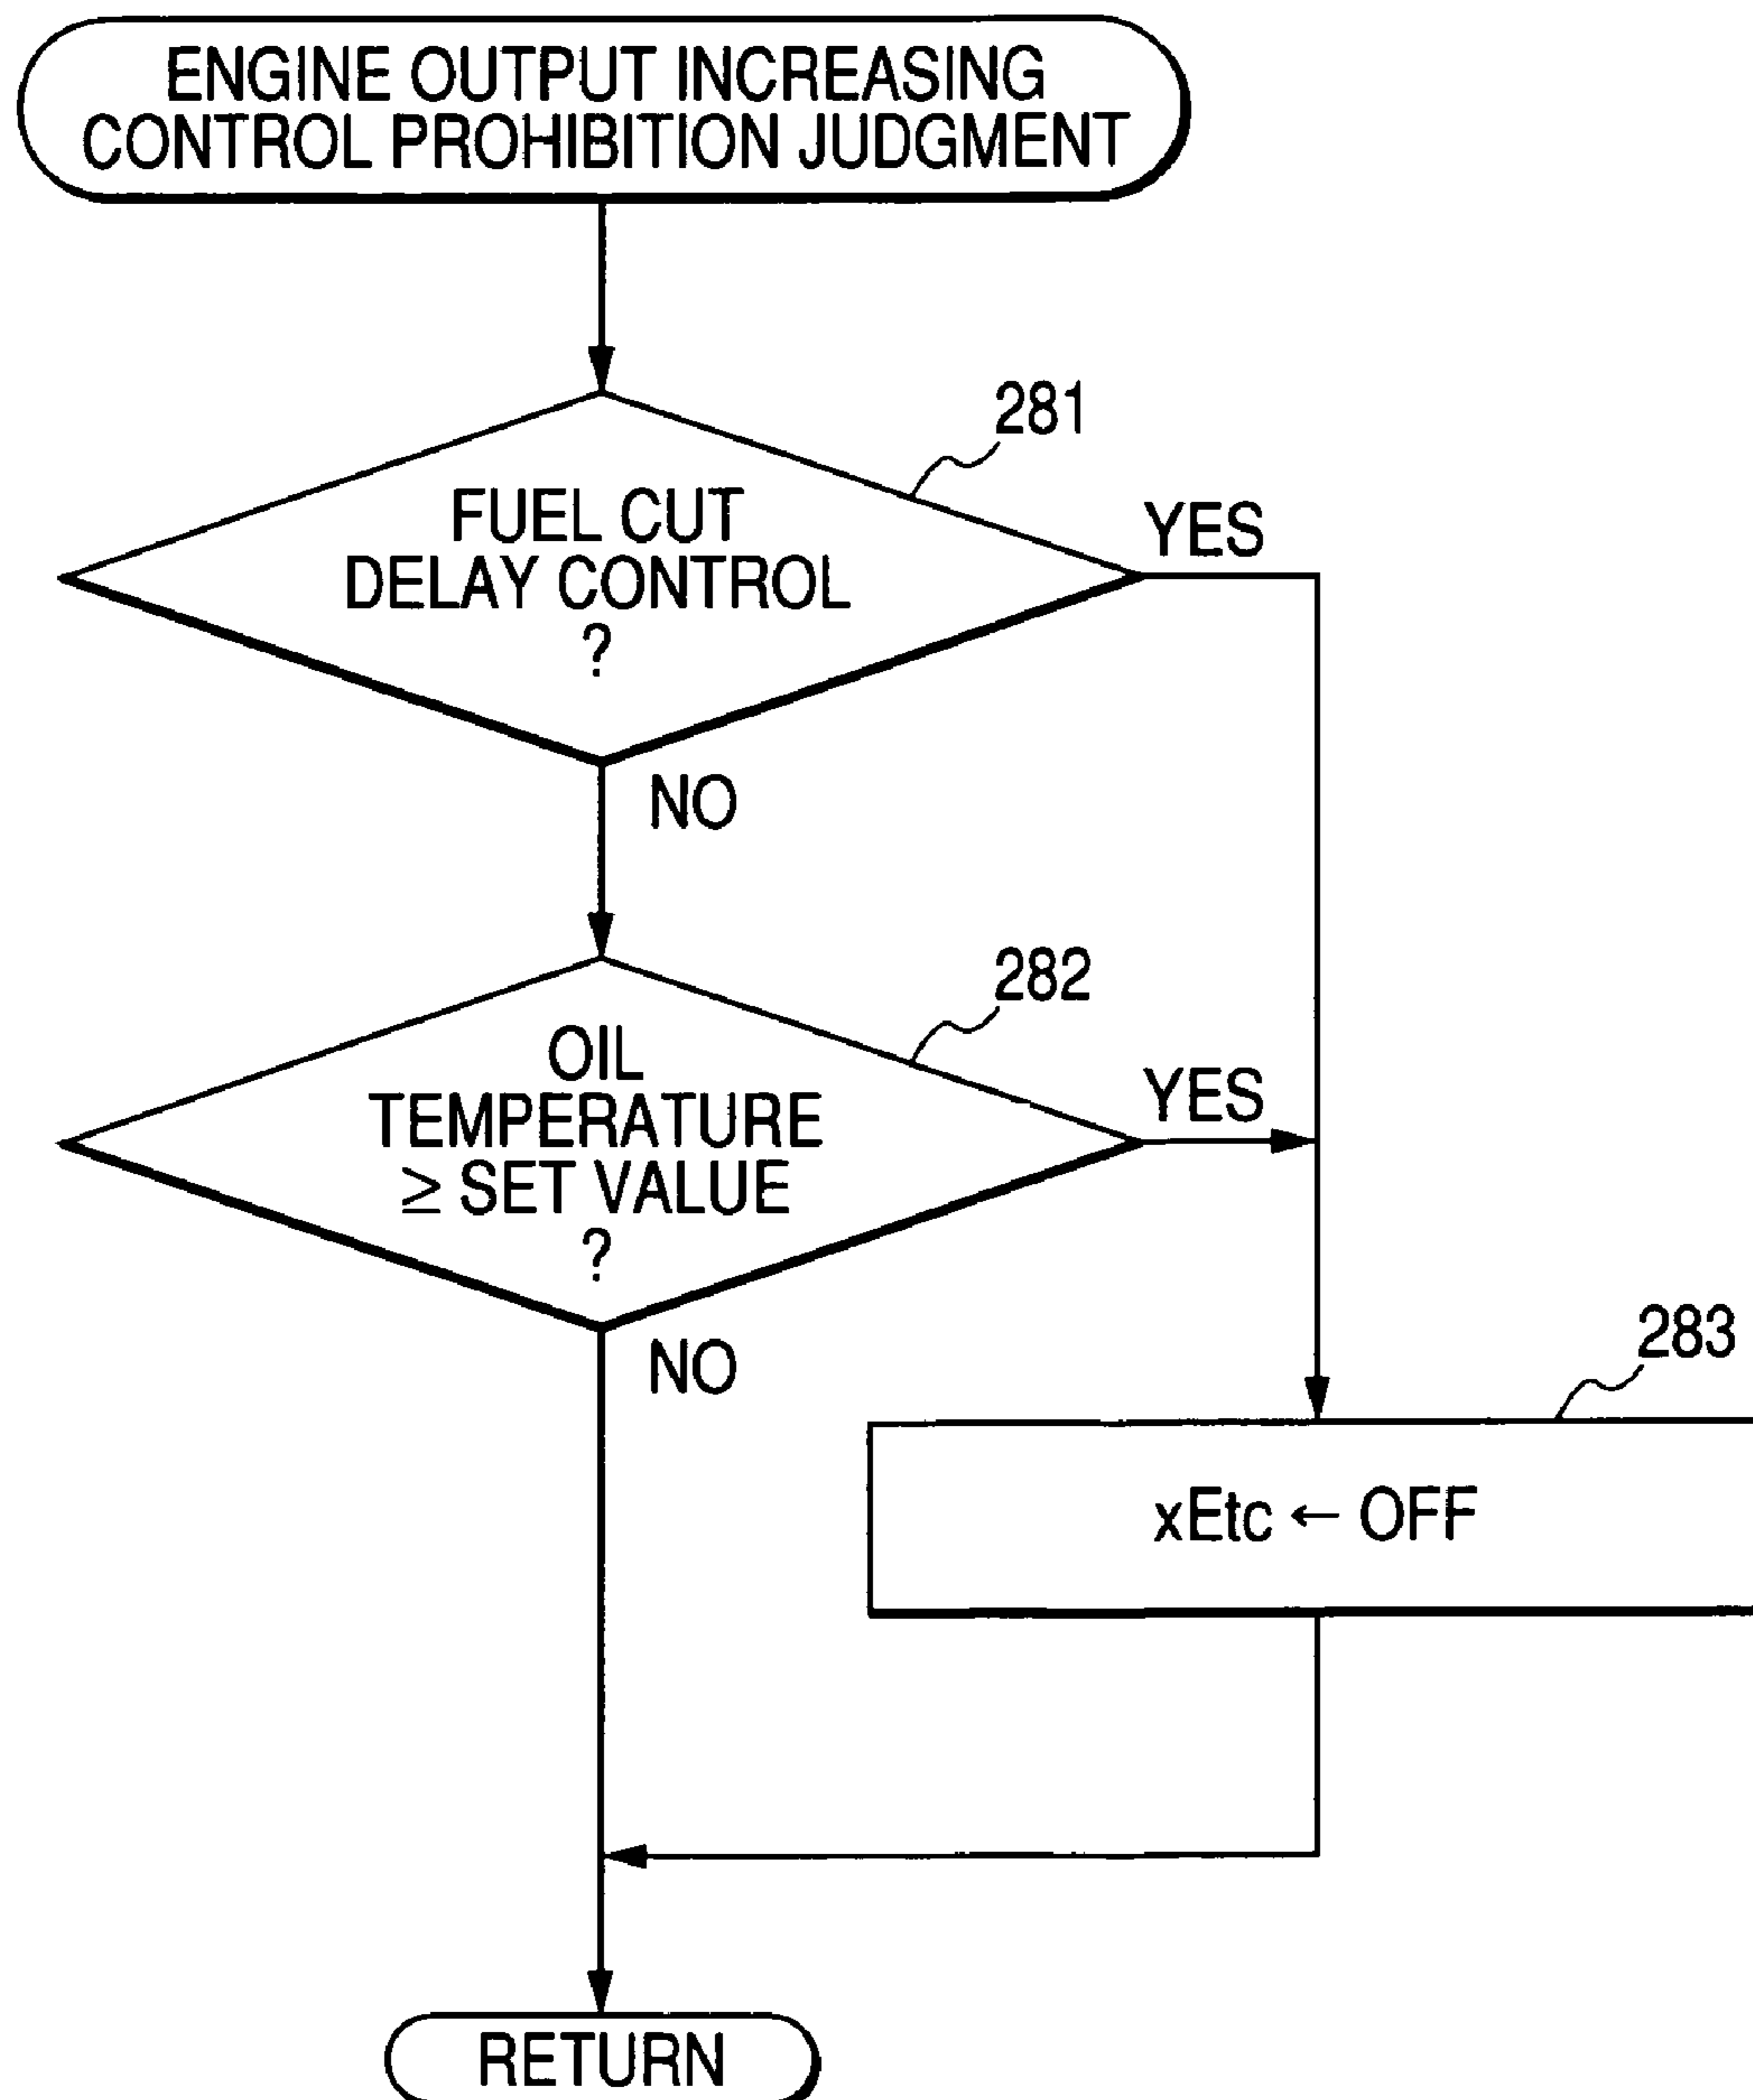 ENGINE OUTPUT INCREASING
CONTROL PROHIBITION JUDGMENT
281
FUEL CUT
DELAY CONTROL
?
YES
NO
282
OIL
TEMPERATURE
≥ SET VALUE
?
YES
NO
283
xEtc ← OFF
RETURN